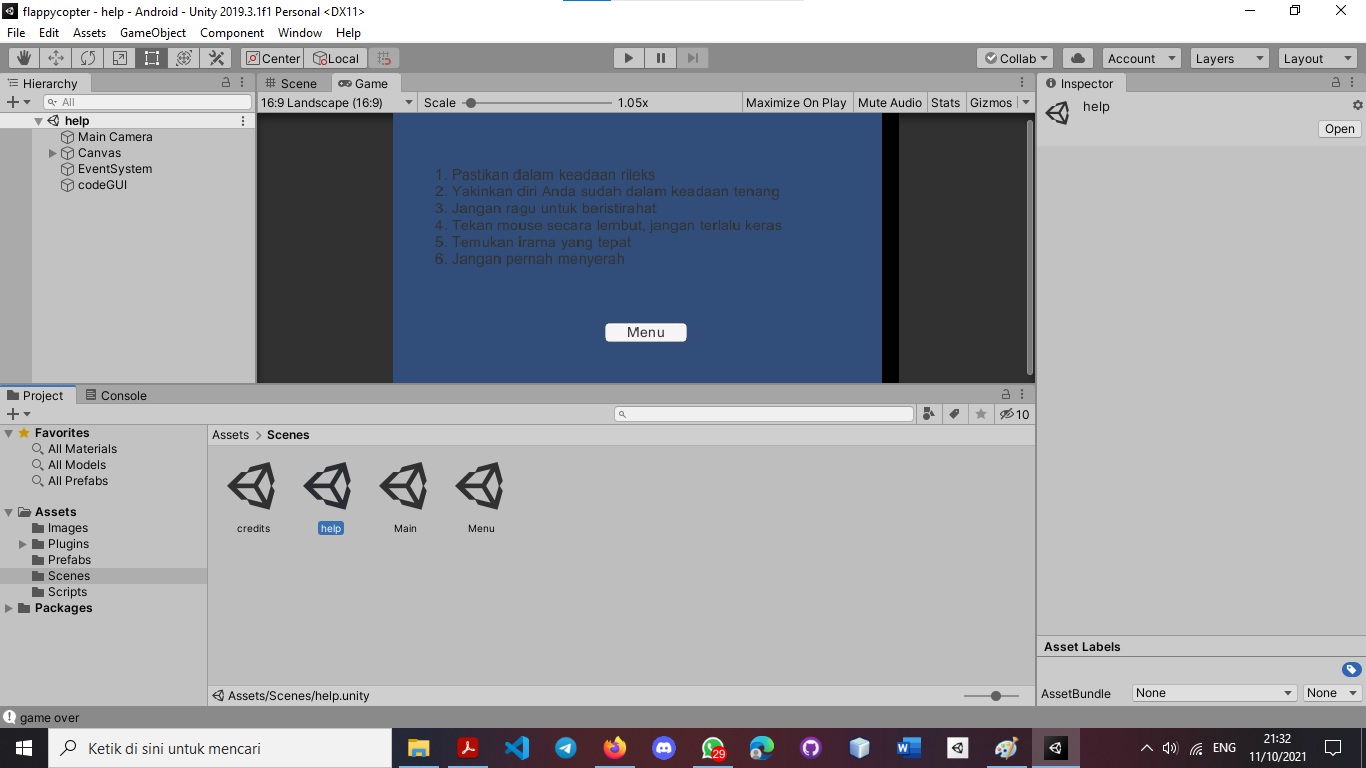 flappycopter - help - Android - Unity 2019.3.1f1 Personal <DX11>
File Edit Assets GameObject Component Window Help
Center Local Collab Account Layers Layout
Hierarchy
All
help
Main Camera
Canvas
EventSystem
codeGUI
Scene Game
16:9 Landscape (16:9) Scale 1.05x Maximize On Play Mute Audio Stats Gizmos
1. Pastikan dalam keadaan rileks
2. Yakinkan diri Anda sudah dalam keadaan tenang
3. Jangan ragu untuk beristirahat
4. Tekan mouse secara lembut, jangan terlalu keras
5. Temukan irama yang tepat
6. Jangan pernah menyerah
Menu
Inspector
help
Open
Project Console
10
Favorites
All Materials
All Models
All Prefabs
Assets
Images
Plugins
Prefabs
Scenes
Scripts
Packages
Assets > Scenes
credits help Main Menu
Assets/Scenes/help.unity
Asset Labels
AssetBundle None None
game over
Ketik di sini untuk mencari
29
ENG
21:32
11/10/2021